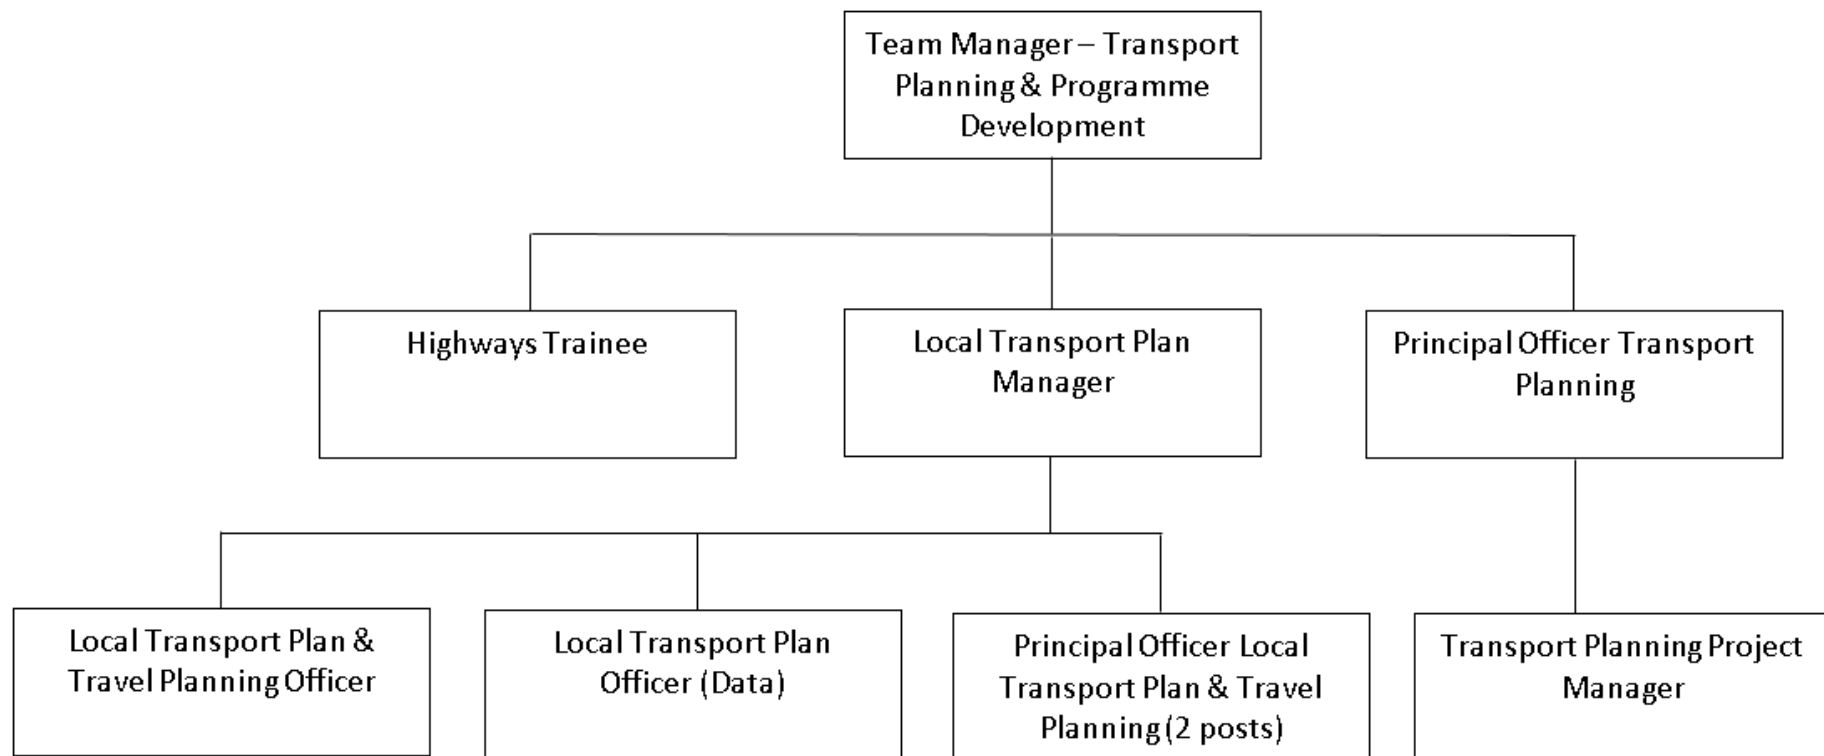 Team Manager – Transport
Planning & Programme
Development
Highways Trainee
Local Transport Plan
Manager
Principal Officer Transport
Planning
Local Transport Plan &
Travel Planning Officer
Local Transport Plan
Officer (Data)
Principal Officer Local
Transport Plan & Travel
Planning (2 posts)
Transport Planning Project
Manager